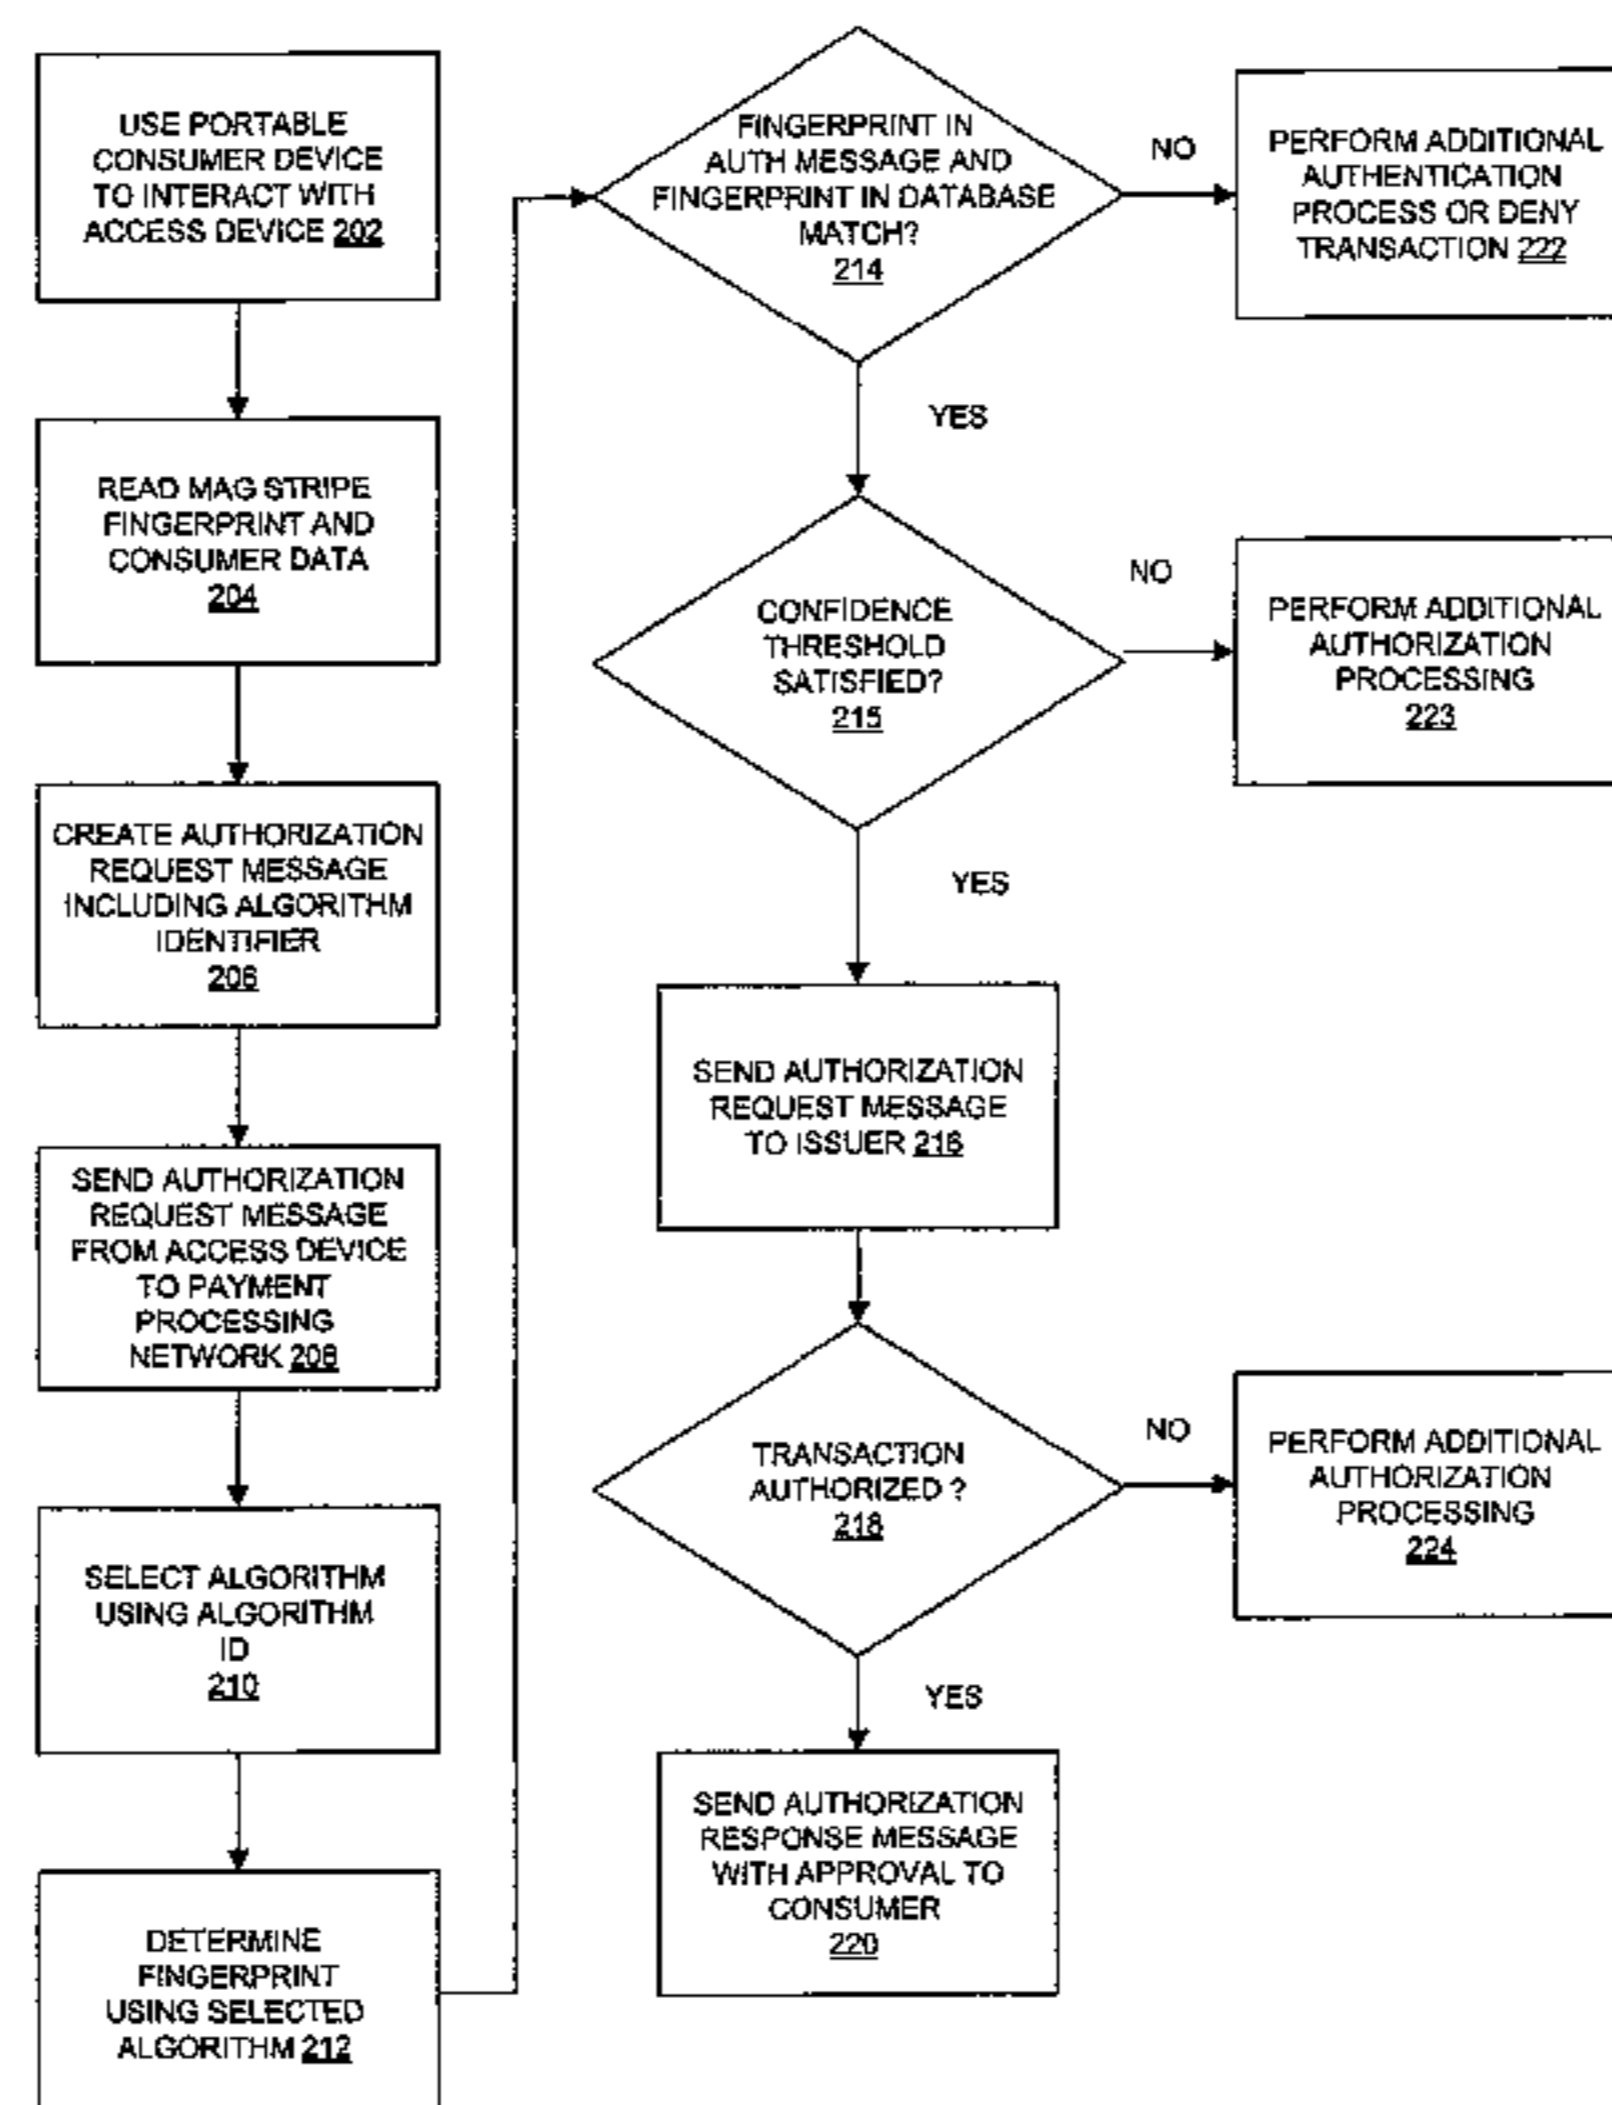 USE PORTABLE
CONSUMER DEVICE
TO INTERACT WITH
ACCESS DEVICE 202
READ MAG STRIPE
FINGERPRINT AND
CONSUMER DATA
204
CREATE AUTHORIZATION
REQUEST MESSAGE
INCLUDING ALGORITHM
IDENTIFIER
206
SEND AUTHORIZATION
REQUEST MESSAGE
FROM ACCESS DEVICE
TO PAYMENT
PROCESSING
NETWORK 208
SELECT ALGORITHM
USING ALGORITHM
ID
210
DETERMINE
FINGERPRINT
USING SELECTED
ALGORITHM 212
FINGERPRINT IN
AUTH MESSAGE AND
FINGERPRINT IN DATABASE
MATCH?
214
NO
PERFORM ADDITIONAL
AUTHENTICATION
PROCESS OR DENY
TRANSACTION 222
YES
CONFIDENCE
THRESHOLD
SATISFIED?
215
NO
PERFORM ADDITIONAL
AUTHORIZATION
PROCESSING
223
YES
SEND AUTHORIZATION
REQUEST MESSAGE
TO ISSUER 216
TRANSACTION
AUTHORIZED ?
218
NO
PERFORM ADDITIONAL
AUTHORIZATION
PROCESSING
224
YES
SEND AUTHORIZATION
RESPONSE MESSAGE
WITH APPROVAL TO
CONSUMER
220